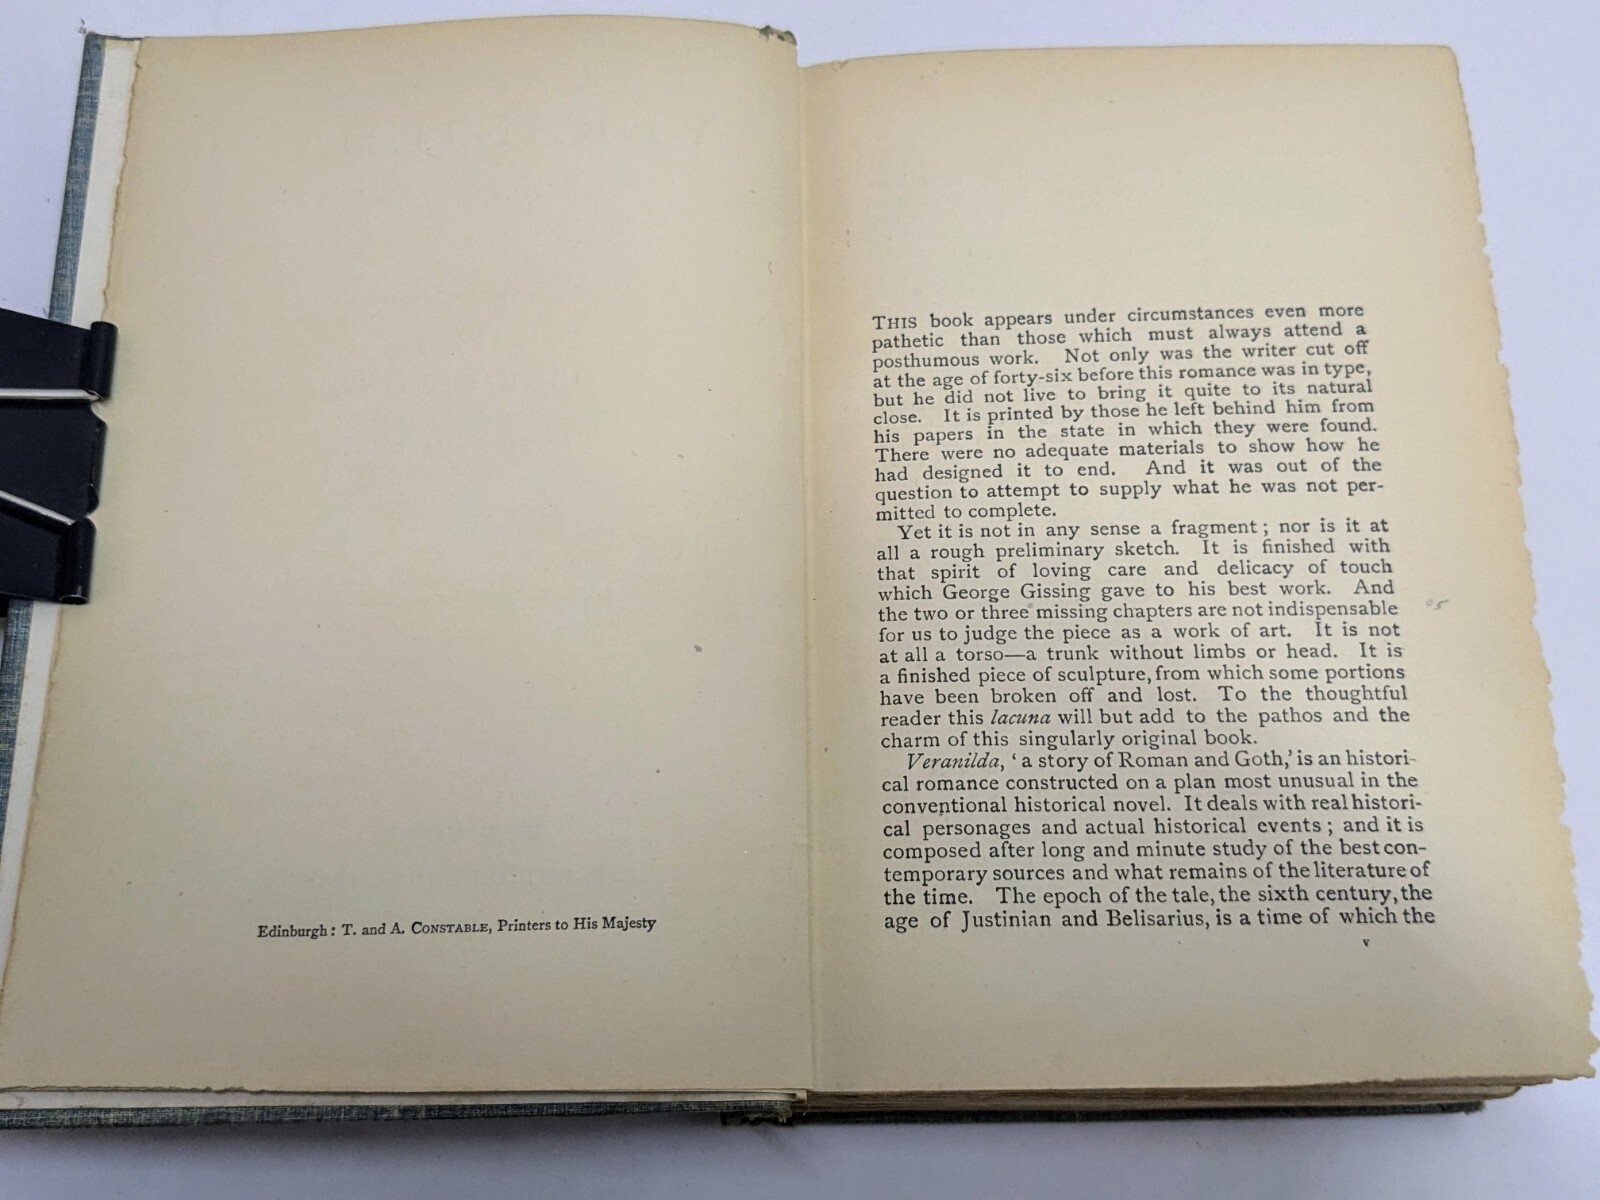 Edinburgh: T. and A. CONSTABLE, Printers to His Majesty
THIS book appears under circumstances even more
pathetic than those which must always attend a
posthumous work. Not only was the writer cut off
at the age of forty-six before this romance was in type,
but he did not live to bring it quite to its natural
close. It is printed by those he left behind him from
his papers in the state in which they were found.
There were no adequate materials to show how he
had designed it to end. And it was out of the
question to attempt to supply what he was not per-
mitted to complete.
Yet it is not in any sense a fragment; nor is it at
all a rough preliminary sketch. It is finished with
that spirit of loving care and delicacy of touch
which George Gissing gave to his best work. And
the two or three missing chapters are not indispensable
for us to judge the piece as a work of art. It is not
at all a torso—a trunk without limbs or head. It is
a finished piece of sculpture, from which some portions
have been broken off and lost. To the thoughtful
reader this lacuna will but add to the pathos and the
charm of this singularly original book.
Veranilda, ‘a story of Roman and Goth,’ is an histori-
cal romance constructed on a plan most unusual in the
conventional historical novel. It deals with real histori-
cal personages and actual historical events; and it is
composed after long and minute study of the best con-
temporary sources and what remains of the literature of
the time. The epoch of the tale, the sixth century, the
age of Justinian and Belisarius, is a time of which the
v